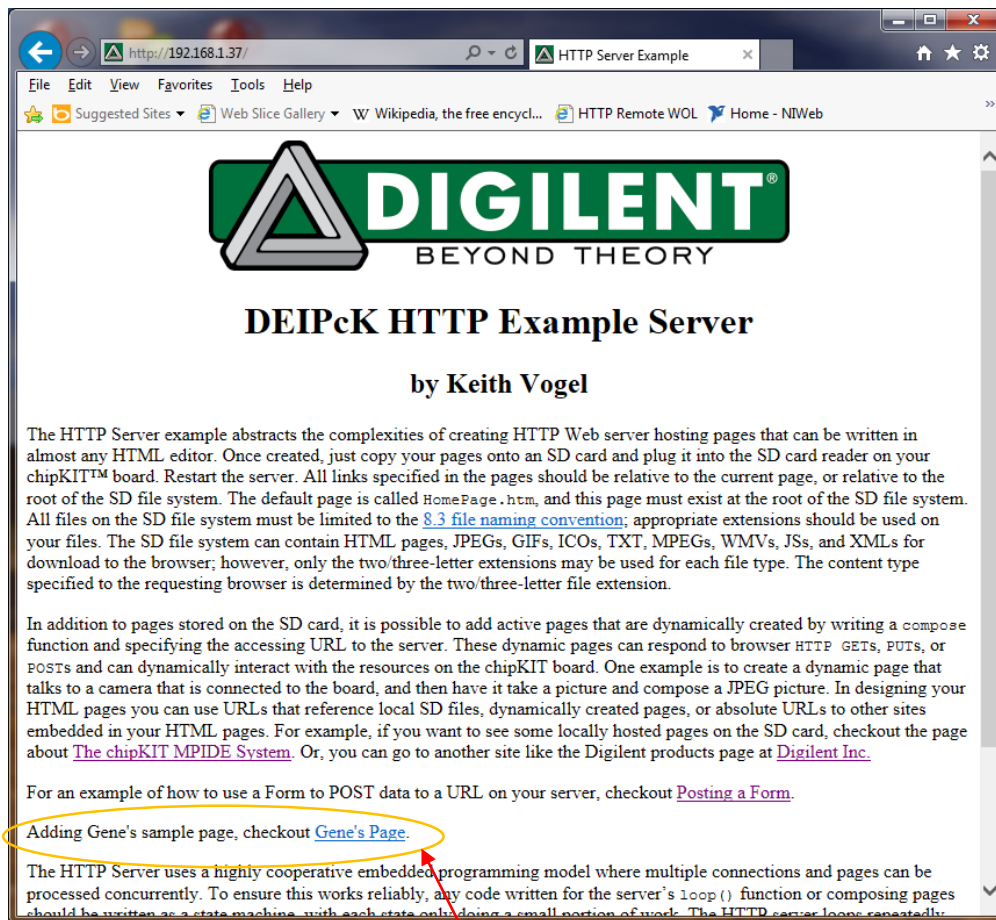 http://192.168.1.37/
HTTP Server Example
File Edit View Favorites Tools Help
Suggested Sites Web Slice Gallery W Wikipedia, the free encycl... HTTP Remote WOL Home - NIWeb
DIGILENT®
BEYOND THEORY
DEIPcK HTTP Example Server
by Keith Vogel
The HTTP Server example abstracts the complexities of creating HTTP Web server hosting pages that can be written in
almost any HTML editor. Once created, just copy your pages onto an SD card and plug it into the SD card reader on your
chipKIT™ board. Restart the server. All links specified in the pages should be relative to the current page, or relative to the
root of the SD file system. The default page is called HomePage.htm, and this page must exist at the root of the SD file system.
All files on the SD file system must be limited to the 8.3 file naming convention; appropriate extensions should be used on
your files. The SD file system can contain HTML pages, JPEGs, GIFs, ICOs, TXT, MPEGs, WMVs, JSs, and XMLs for
download to the browser; however, only the two/three-letter extensions may be used for each file type. The content type
specified to the requesting browser is determined by the two/three-letter file extension.
In addition to pages stored on the SD card, it is possible to add active pages that are dynamically created by writing a compose
function and specifying the accessing URL to the server. These dynamic pages can respond to browser HTTP GETs, PUTs, or
POSTs and can dynamically interact with the resources on the chipKIT board. One example is to create a dynamic page that
talks to a camera that is connected to the board, and then have it take a picture and compose a JPEG picture. In designing your
HTML pages you can use URLs that reference local SD files, dynamically created pages, or absolute URLs to other sites
embedded in your HTML pages. For example, if you want to see some locally hosted pages on the SD card, checkout the page
about The chipKIT MPIDE System. Or, you can go to another site like the Digilent products page at Digilent Inc.
For an example of how to use a Form to POST data to a URL on your server, checkout Posting a Form.
Adding Gene's sample page, checkout Gene's Page.
The HTTP Server uses a highly cooperative embedded programming model where multiple connections and pages can be
processed concurrently. To ensure this works reliably, any code written for the server's loop() function or composing pages
should be written as a state machine, with each state only doing a small portion of work. The HTTP server loops repeatedly